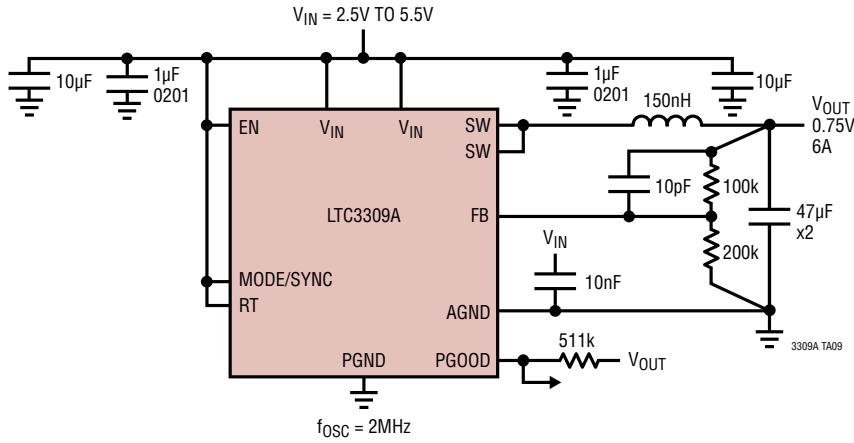 V_IN = 2.5V TO 5.5V
10µF
1µF
0201
1µF
0201
10µF
150nH
V_OUT
0.75V
6A
EN
V_IN
V_IN
SW
SW
10pF
100k
LTC3309A
FB
47µF
x2
200k
V_IN
10nF
MODE/SYNC
RT
AGND
511k
3309A TA09
PGND
PGOOD
V_OUT
f_OSC = 2MHz